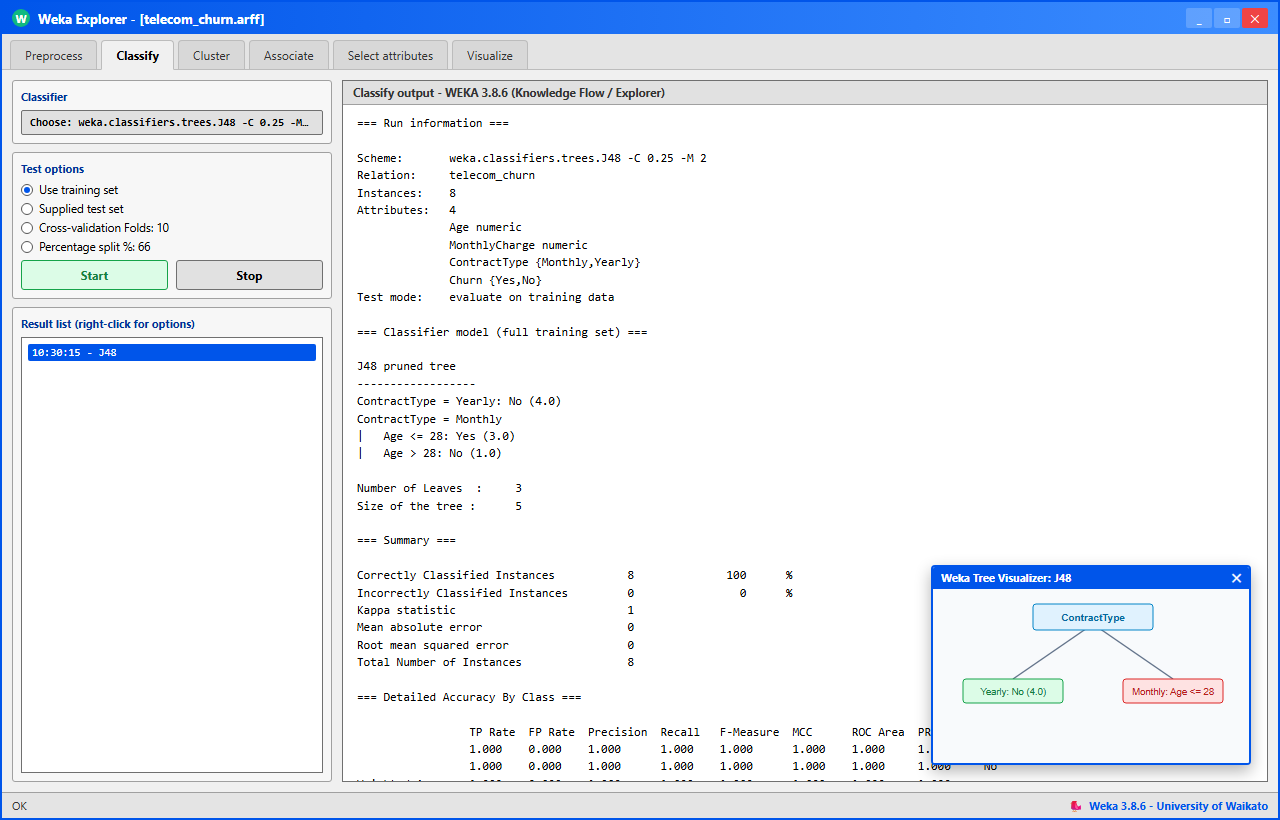 W Weka Explorer - [telecom_churn.arff]
Preprocess Classify Cluster Associate Select attributes Visualize
Classifier
Choose: weka.classifiers.trees.J48 -C 0.25 -M…
Test options
Use training set
Supplied test set
Cross-validation Folds: 10
Percentage split %: 66
Start Stop
Result list (right-click for options)
10:30:15 - J48
Classify output - WEKA 3.8.6 (Knowledge Flow / Explorer)
=== Run information ===
Scheme: weka.classifiers.trees.J48 -C 0.25 -M 2
Relation: telecom_churn
Instances: 8
Attributes: 4
Age numeric
MonthlyCharge numeric
ContractType {Monthly,Yearly}
Churn {Yes,No}
Test mode: evaluate on training data
=== Classifier model (full training set) ===
J48 pruned tree
------------------
ContractType = Yearly: No (4.0)
ContractType = Monthly
| Age <= 28: Yes (3.0)
| Age > 28: No (1.0)
Number of Leaves : 3
Size of the tree : 5
=== Summary ===
Correctly Classified Instances 8 100 %
Incorrectly Classified Instances 0 0 %
Kappa statistic 1
Mean absolute error 0
Root mean squared error 0
Total Number of Instances 8
=== Detailed Accuracy By Class ===
TP Rate FP Rate Precision Recall F-Measure MCC ROC Area PR
1.000 0.000 1.000 1.000 1.000 1.000 1.000 1.
1.000 0.000 1.000 1.000 1.000 1.000 1.000 1.000 No
Weka Tree Visualizer: J48
ContractType
Yearly: No (4.0)
Monthly: Age <= 28
OK
Weka 3.8.6 - University of Waikato